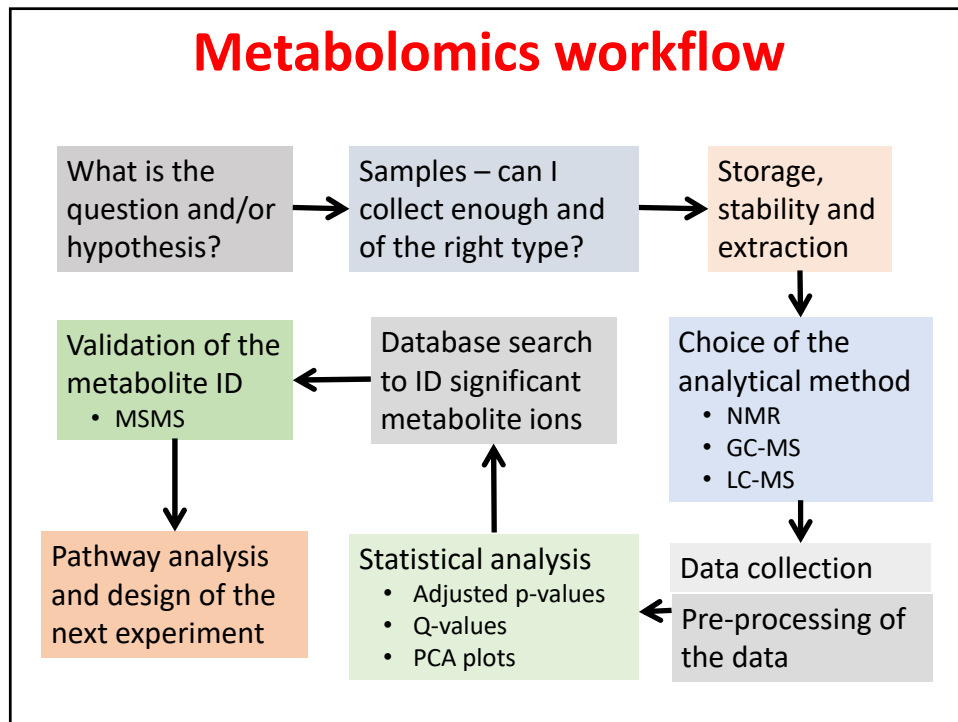 Metabolomics workflow
What is the
question and/or
hypothesis?
Samples – can I
collect enough and
of the right type?
Storage,
stability and
extraction
Choice of the
analytical method
• NMR
• GC-MS
• LC-MS
Data collection
Pre-processing of
the data
Statistical analysis
• Adjusted p-values
• Q-values
• PCA plots
Database search
to ID significant
metabolite ions
Validation of the
metabolite ID
• MSMS
Pathway analysis
and design of the
next experiment